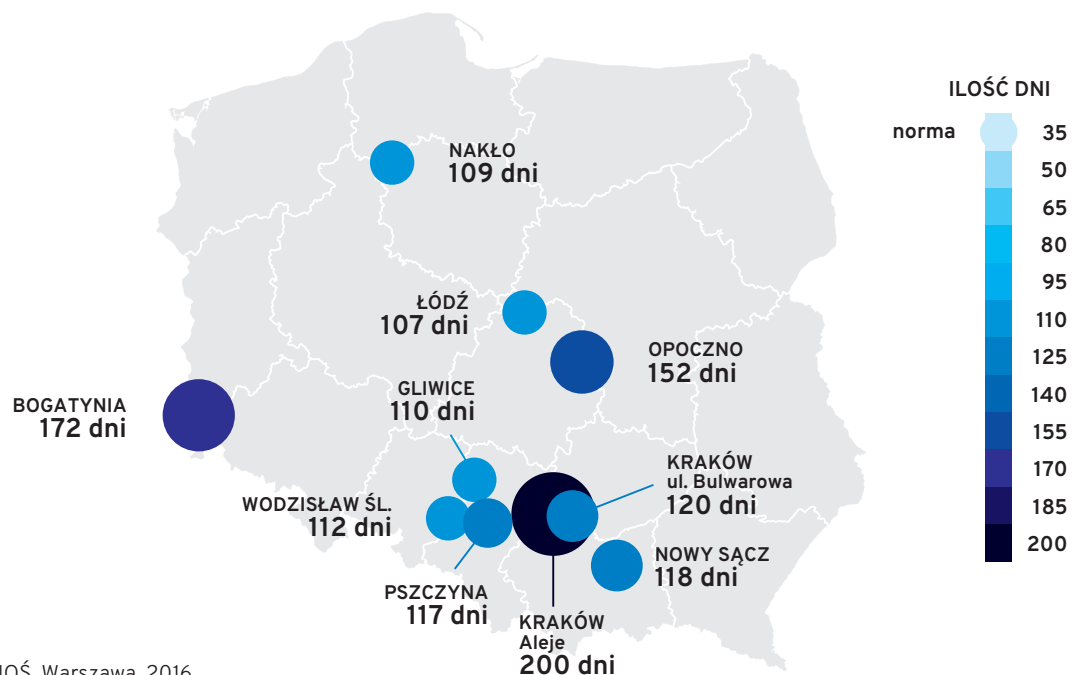 ILOŚĆ DNI
norma
35
50
65
80
95
110
125
140
155
170
185
200
NAKŁO
109 dni
ŁÓDŹ
107 dni
OPOCZNO
152 dni
GLIWICE
110 dni
BOGATYNIA
172 dni
KRAKÓW
ul. Bulwarowa
120 dni
WODZISŁAW ŚL.
112 dni
NOWY SĄCZ
118 dni
PSZCZYNA
117 dni
KRAKÓW
Aleje
200 dni
Warszawa, 2016